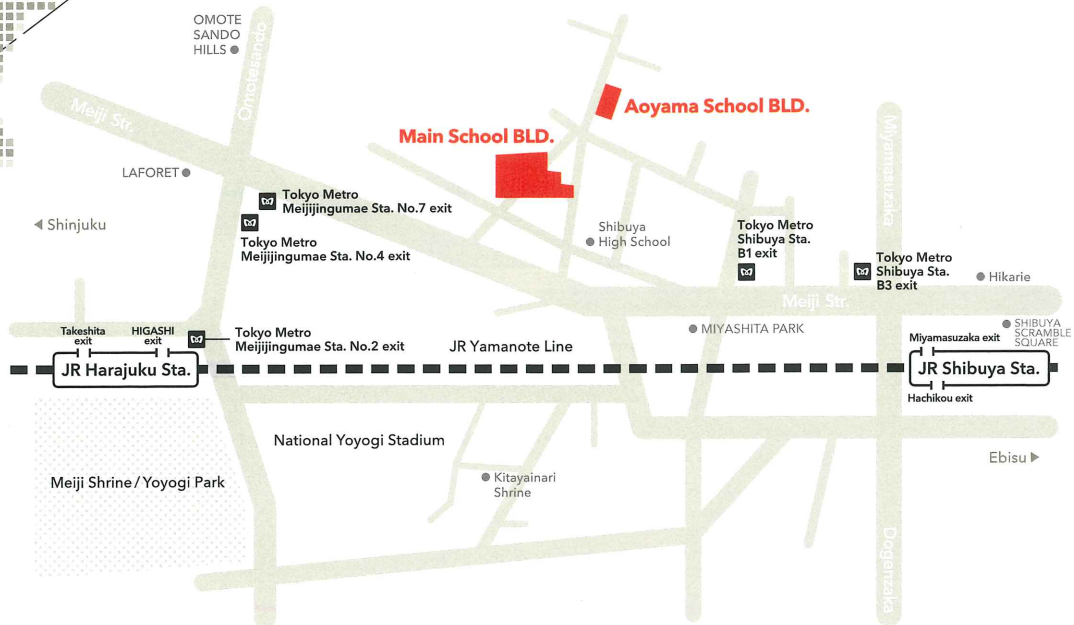 OMOTE
SANDO
HILLS
Omotesando
Meiji Str.
Aoyama School BLD.
Main School BLD.
Miyamasuzaka
LAFORET
Tokyo Metro
Meijijingumae Sta. No.7 exit
Shinjuku
Tokyo Metro
Meijijingumae Sta. No.4 exit
Shibuya
High School
Tokyo Metro
Shibuya Sta.
B1 exit
Tokyo Metro
Shibuya Sta.
B3 exit
Hikarie
Meiji Str.
Takeshita
exit
HIGASHI
exit
Tokyo Metro
Meijijingumae Sta. No.2 exit
JR Yamanote Line
MIYASHITA PARK
SHIBUYA
SCRAMBLE
SQUARE
Miyamasuzaka exit
JR Harajuku Sta.
JR Shibuya Sta.
Hachikou exit
National Yoyogi Stadium
Ebisu
Meiji Shrine / Yoyogi Park
Kitayainari
Shrine
Dogenzaka